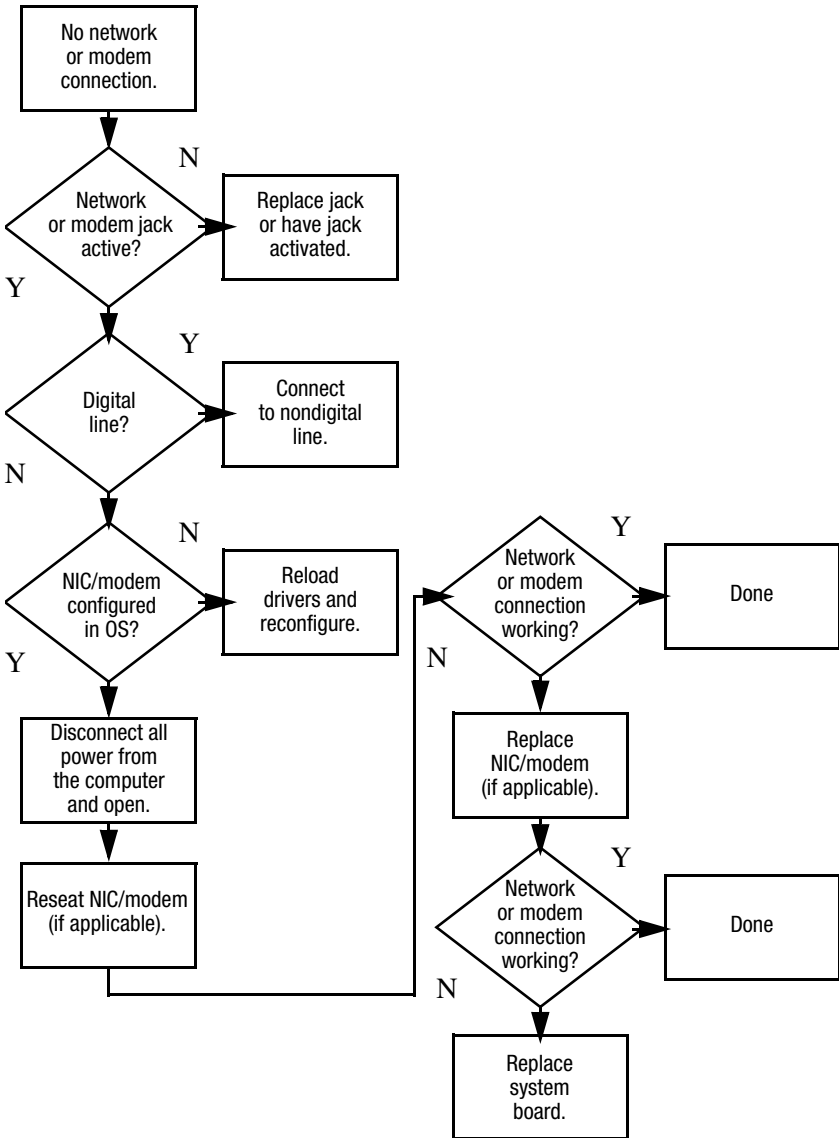 No network
or modem
connection.
N
Network
or modem jack
active?
Replace jack
or have jack
activated.
Y
Y
Digital
line?
Connect
to nondigital
line.
N
N
NIC/modem
configured
in OS?
Reload
drivers and
reconfigure.
Y
Disconnect all
power from
the computer
and open.
Reseat NIC/modem
(if applicable).
Y
Network
or modem
connection
working?
Done
N
Replace
NIC/modem
(if applicable).
Y
Network
or modem
connection
working?
Done
N
Replace
system
board.